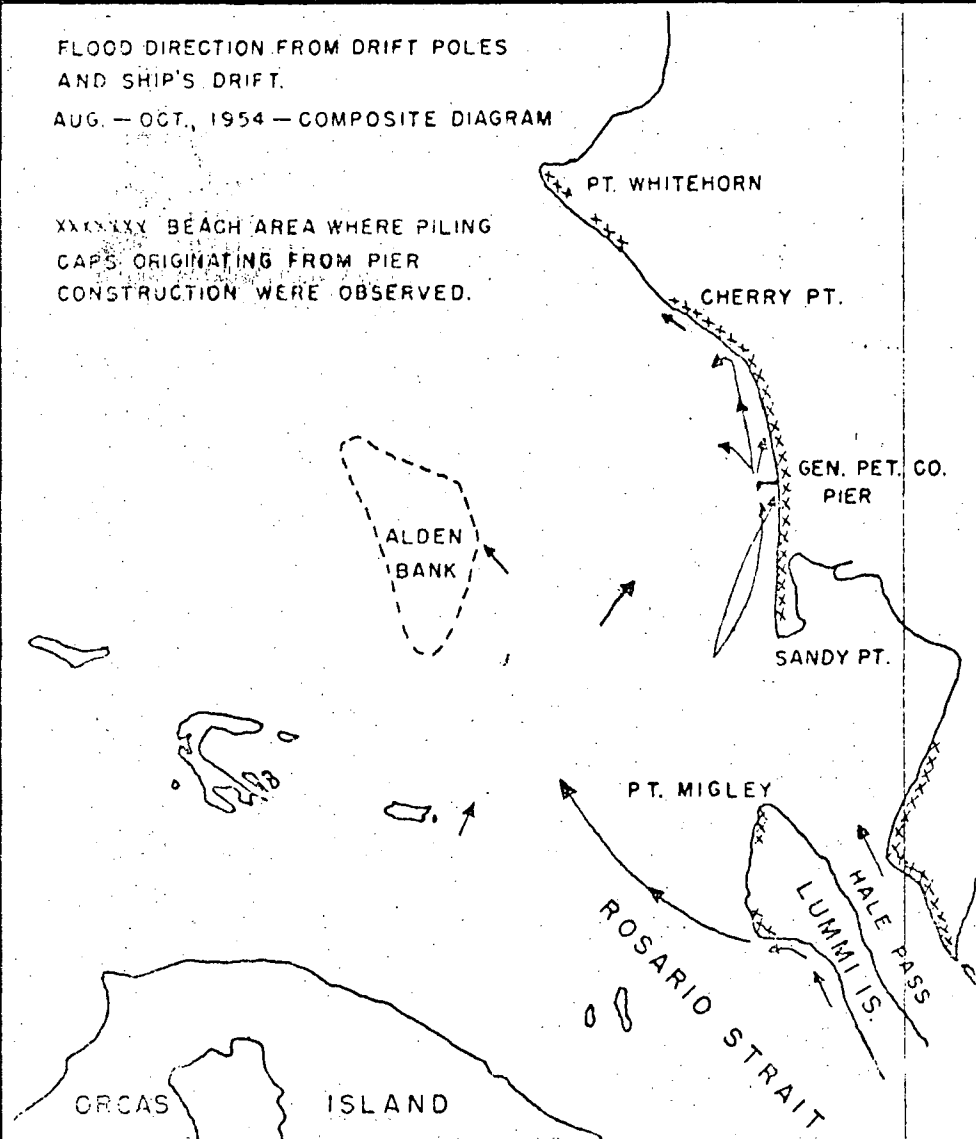 FLOOD DIRECTION FROM DRIFT POLES
AND SHIP'S DRIFT.
AUG. — OCT., 1954 — COMPOSITE DIAGRAM
PT. WHITEHORN
XXXXXXX BEACH AREA WHERE PILING
CAPS ORIGINATING FROM PIER
CONSTRUCTION WERE OBSERVED.
CHERRY PT.
GEN. PET. CO.
PIER
ALDEN
BANK
SANDY PT.
PT. MIGLEY
HALE PASS
LUMMI IS.
ROSARIO STRAIT
ORCAS ISLAND